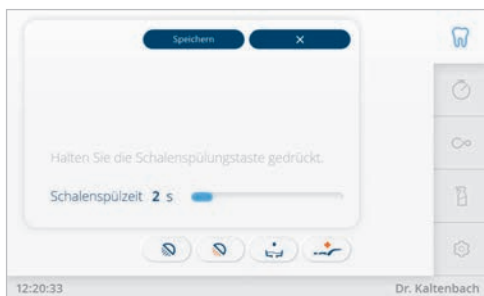 Speichern ×
Halten Sie die Schalenspülungstaste gedrückt.
Schalenspülzeit 2 s
12:20:33 Dr. Kaltenbach